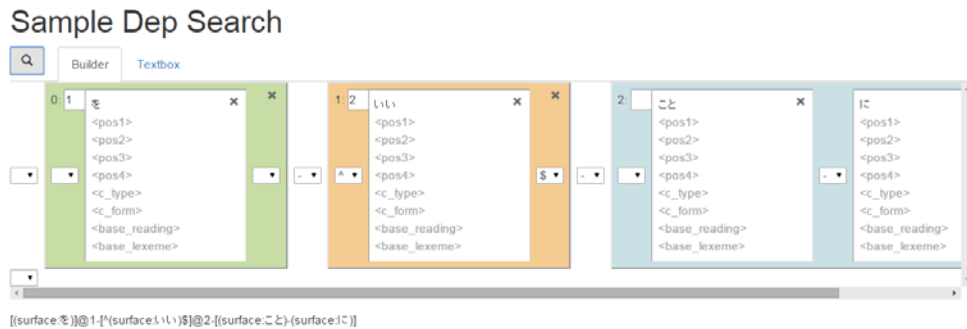 Sample Dep Search
Builder Textbox
0: 1 を × × 1: 2 いい × × 2: こと × に
<pos1> <pos1> <pos1> <pos1>
<pos2> <pos2> <pos2> <pos2>
<pos3> <pos3> <pos3> <pos3>
<pos4> - ^ <pos4> $ - <pos4> - <pos4>
<c_type> <c_type> <c_type> <c_type>
<c_form> <c_form> <c_form> <c_form>
<base_reading> <base_reading> <base_reading> <base_reading>
<base_lexeme> <base_lexeme> <base_lexeme> <base_lexeme>
[(surface:を)]@1-[^(surface:いい)$]@2-[(surface:こと)-(surface:に)]